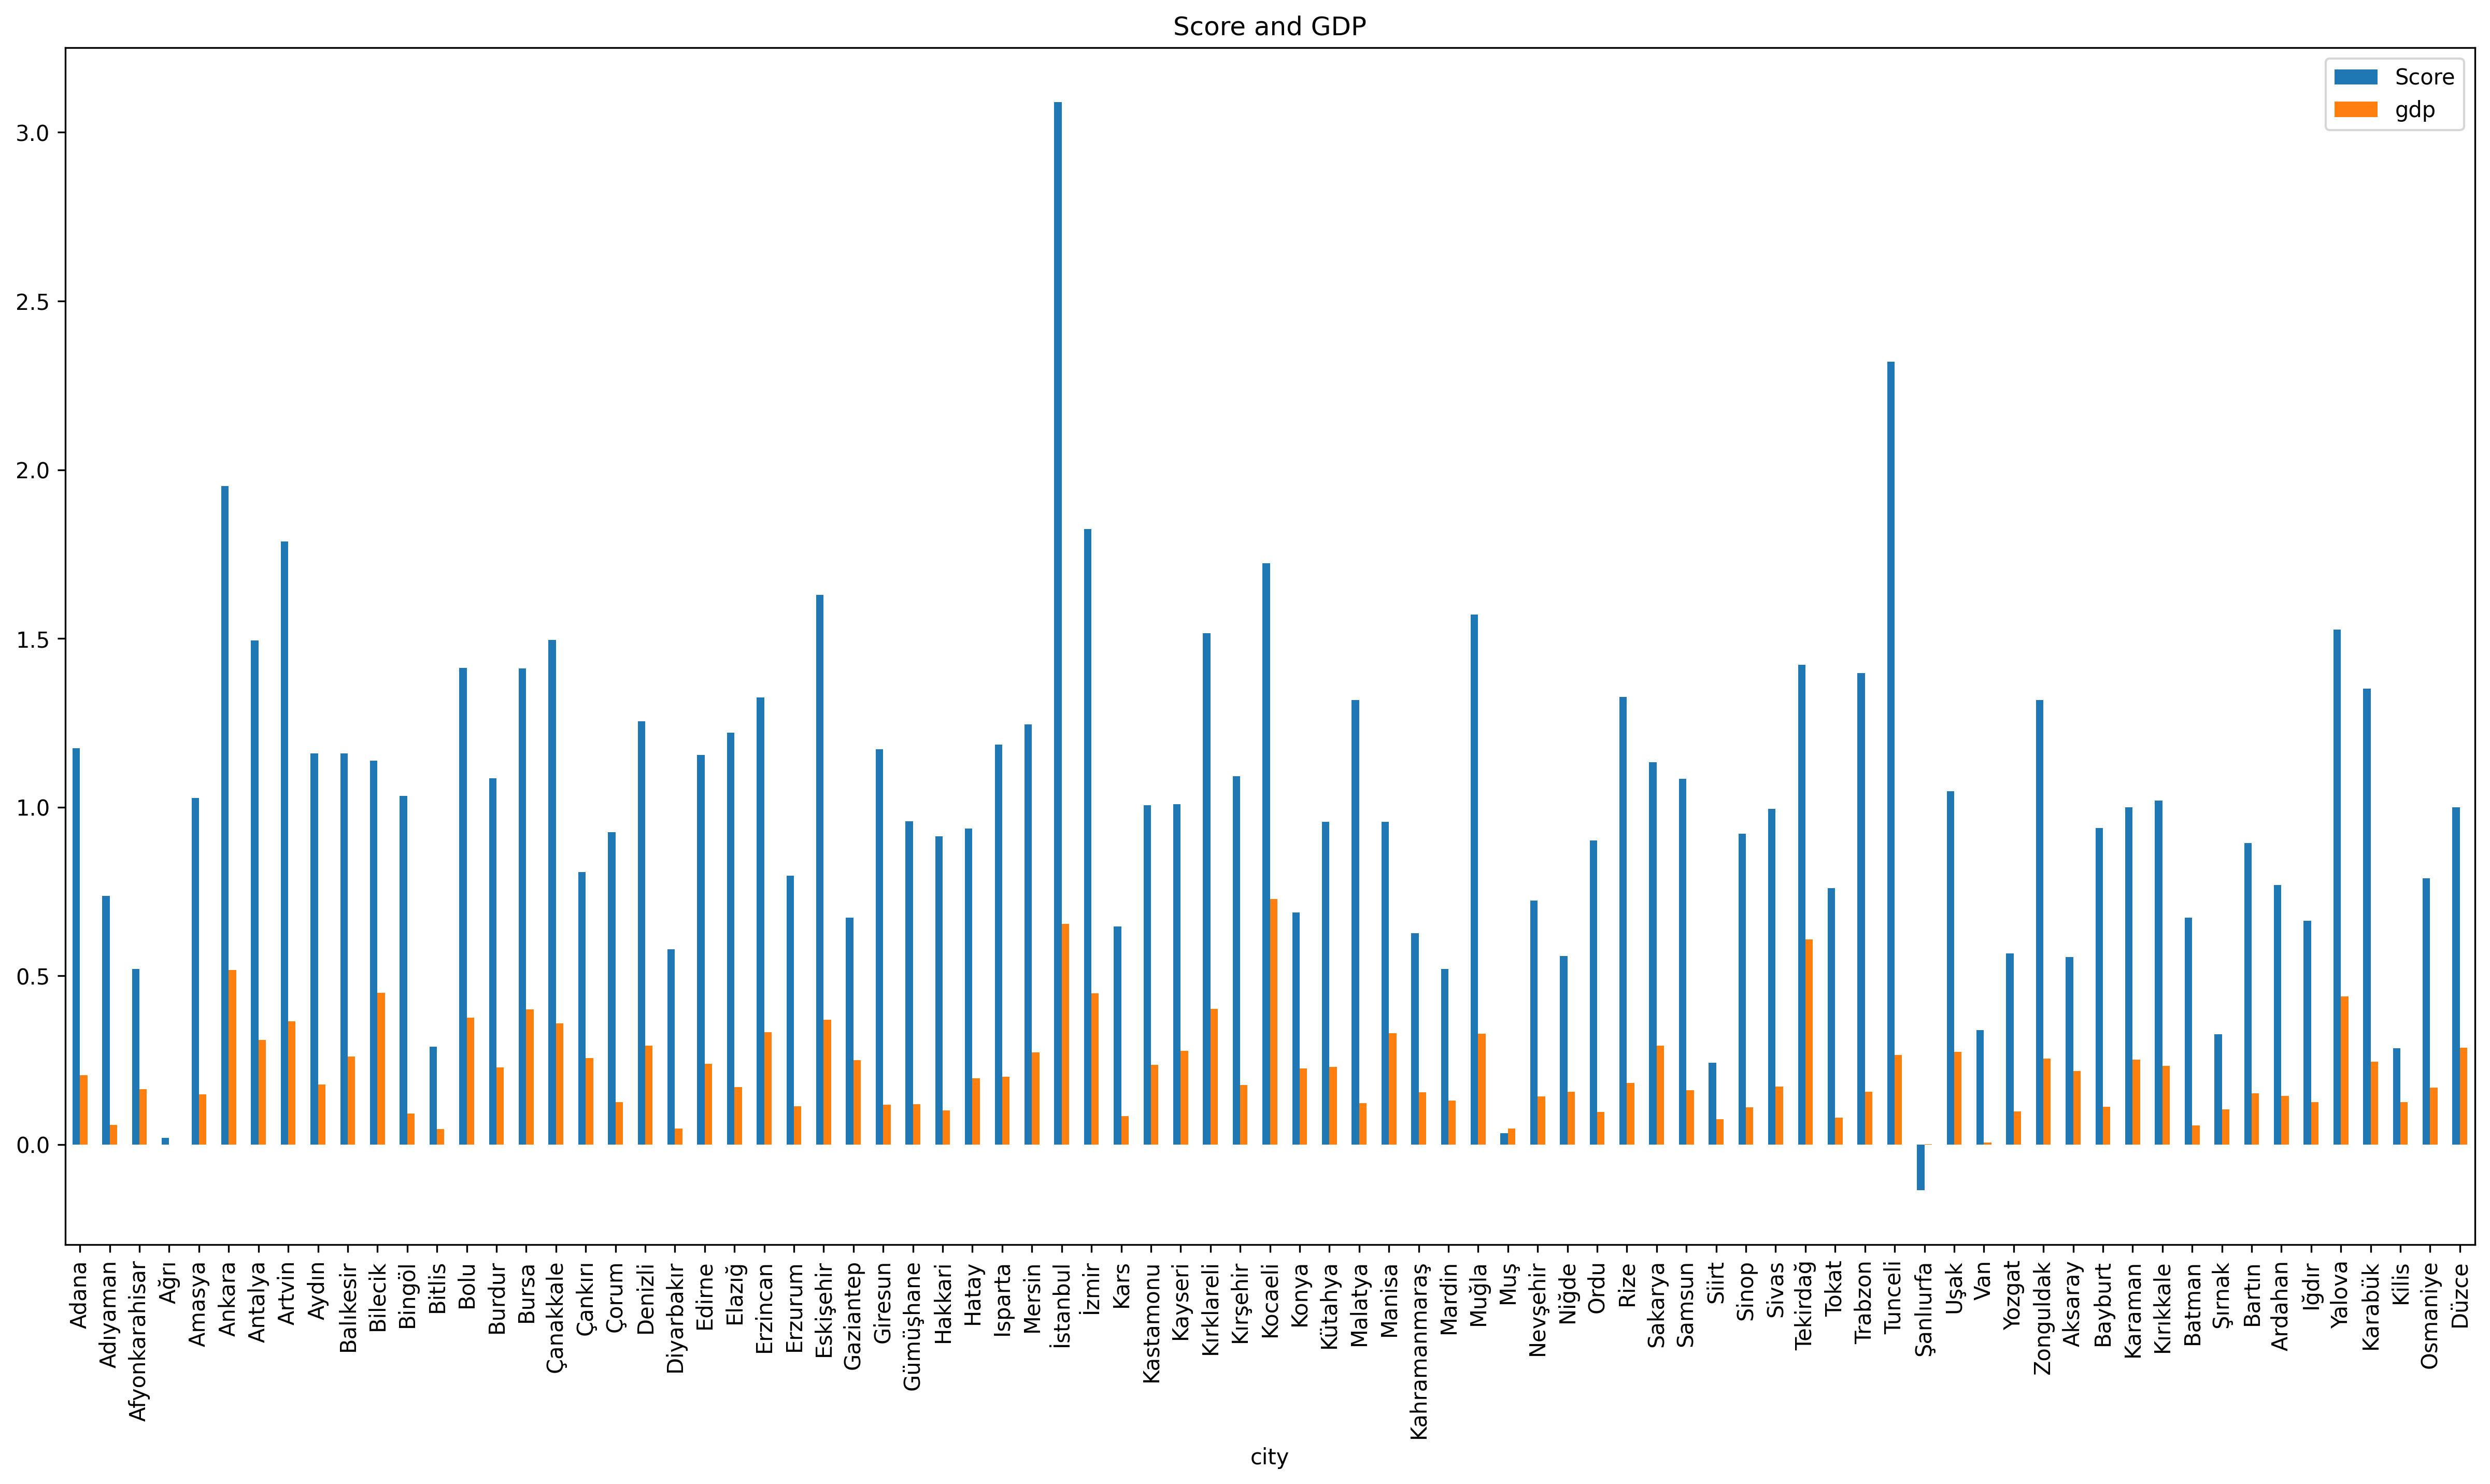 Score and GDP
Score
gdp
3.0
2.5
2.0
1.5
1.0
0.5
0.0
Adana
Adıyaman
Afyonkarahisar
Ağrı
Amasya
Ankara
Antalya
Artvin
Aydın
Balıkesir
Bilecik
Bingöl
Bitlis
Bolu
Burdur
Bursa
Çanakkale
Çankırı
Çorum
Denizli
Diyarbakır
Edirne
Elazığ
Erzincan
Erzurum
Eskişehir
Gaziantep
Giresun
Gümüşhane
Hakkari
Hatay
Isparta
Mersin
İstanbul
İzmir
Kars
Kastamonu
Kayseri
Kırklareli
Kırşehir
Kocaeli
Konya
Kütahya
Malatya
Manisa
Kahramanmaraş
Mardin
Muğla
Muş
Nevşehir
Niğde
Ordu
Rize
Sakarya
Samsun
Siirt
Sinop
Sivas
Tekirdağ
Tokat
Trabzon
Tunceli
Şanlıurfa
Uşak
Van
Yozgat
Zonguldak
Aksaray
Bayburt
Karaman
Kırıkkale
Batman
Şırnak
Bartın
Ardahan
Iğdır
Yalova
Karabük
Kilis
Osmaniye
Düzce
city